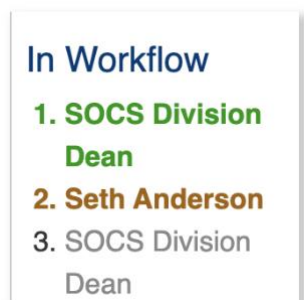 In Workflow
1. SOCS Division
Dean
2. Seth Anderson
3. SOCS Division
Dean